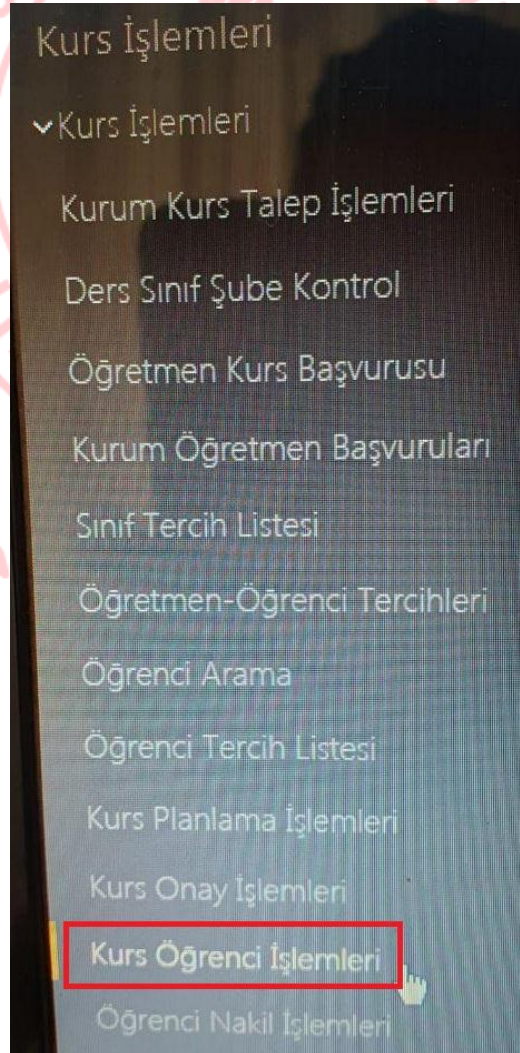 Kurs İşlemleri
Kurs İşlemleri
Kurum Kurs Talep İşlemleri
Ders Sınıf Şube Kontrol
Öğretmen Kurs Başvurusu
Kurum Öğretmen Başvuruları
Sınıf Tercih Listesi
Öğretmen-Öğrenci Tercihleri
Öğrenci Arama
Öğrenci Tercih Listesi
Kurs Planlama İşlemleri
Kurs Onay İşlemleri
Kurs Öğrenci İşlemleri
Öğrenci Nakil İşlemleri